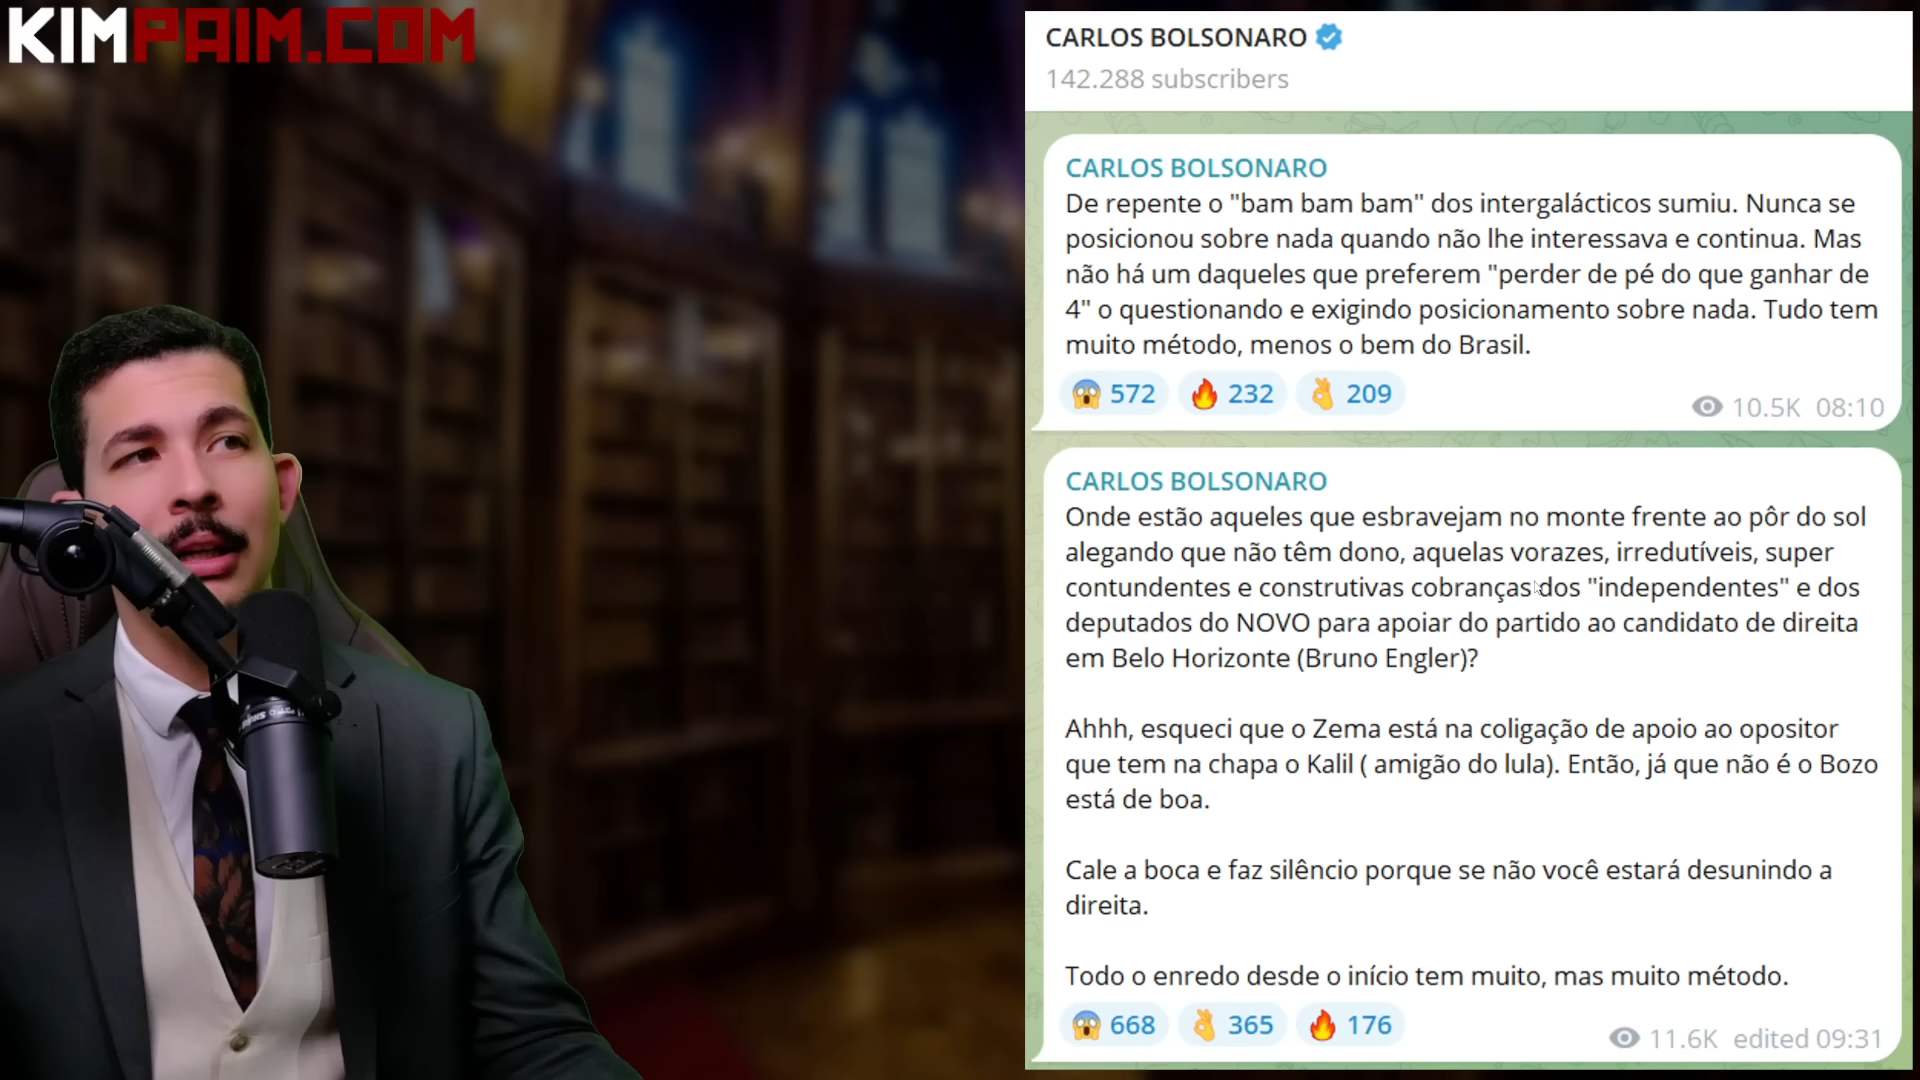 KIMPAIM.COM
CARLOS BOLSONARO
142.288 subscribers
CARLOS BOLSONARO
De repente o "bam bam bam" dos intergalácticos sumiu. Nunca se
posicionou sobre nada quando não lhe interessava e continua. Mas
não há um daqueles que preferem "perder de pé do que ganhar de
4" o questionando e exigindo posicionamento sobre nada. Tudo tem
muito método, menos o bem do Brasil.
572 232 209
10.5K 08:10
CARLOS BOLSONARO
Onde estão aqueles que esbravejam no monte frente ao pôr do sol
alegando que não têm dono, aquelas vorazes, irredutíveis, super
contundentes e construtivas cobranças dos "independentes" e dos
deputados do NOVO para apoiar do partido ao candidato de direita
em Belo Horizonte (Bruno Engler)?
Ahhh, esqueci que o Zema está na coligação de apoio ao opositor
que tem na chapa o Kalil ( amigão do lula). Então, já que não é o Bozo
está de boa.
Cale a boca e faz silêncio porque se não você estará desunindo a
direita.
Todo o enredo desde o início tem muito, mas muito método.
668 365 176
11.6K edited 09:31